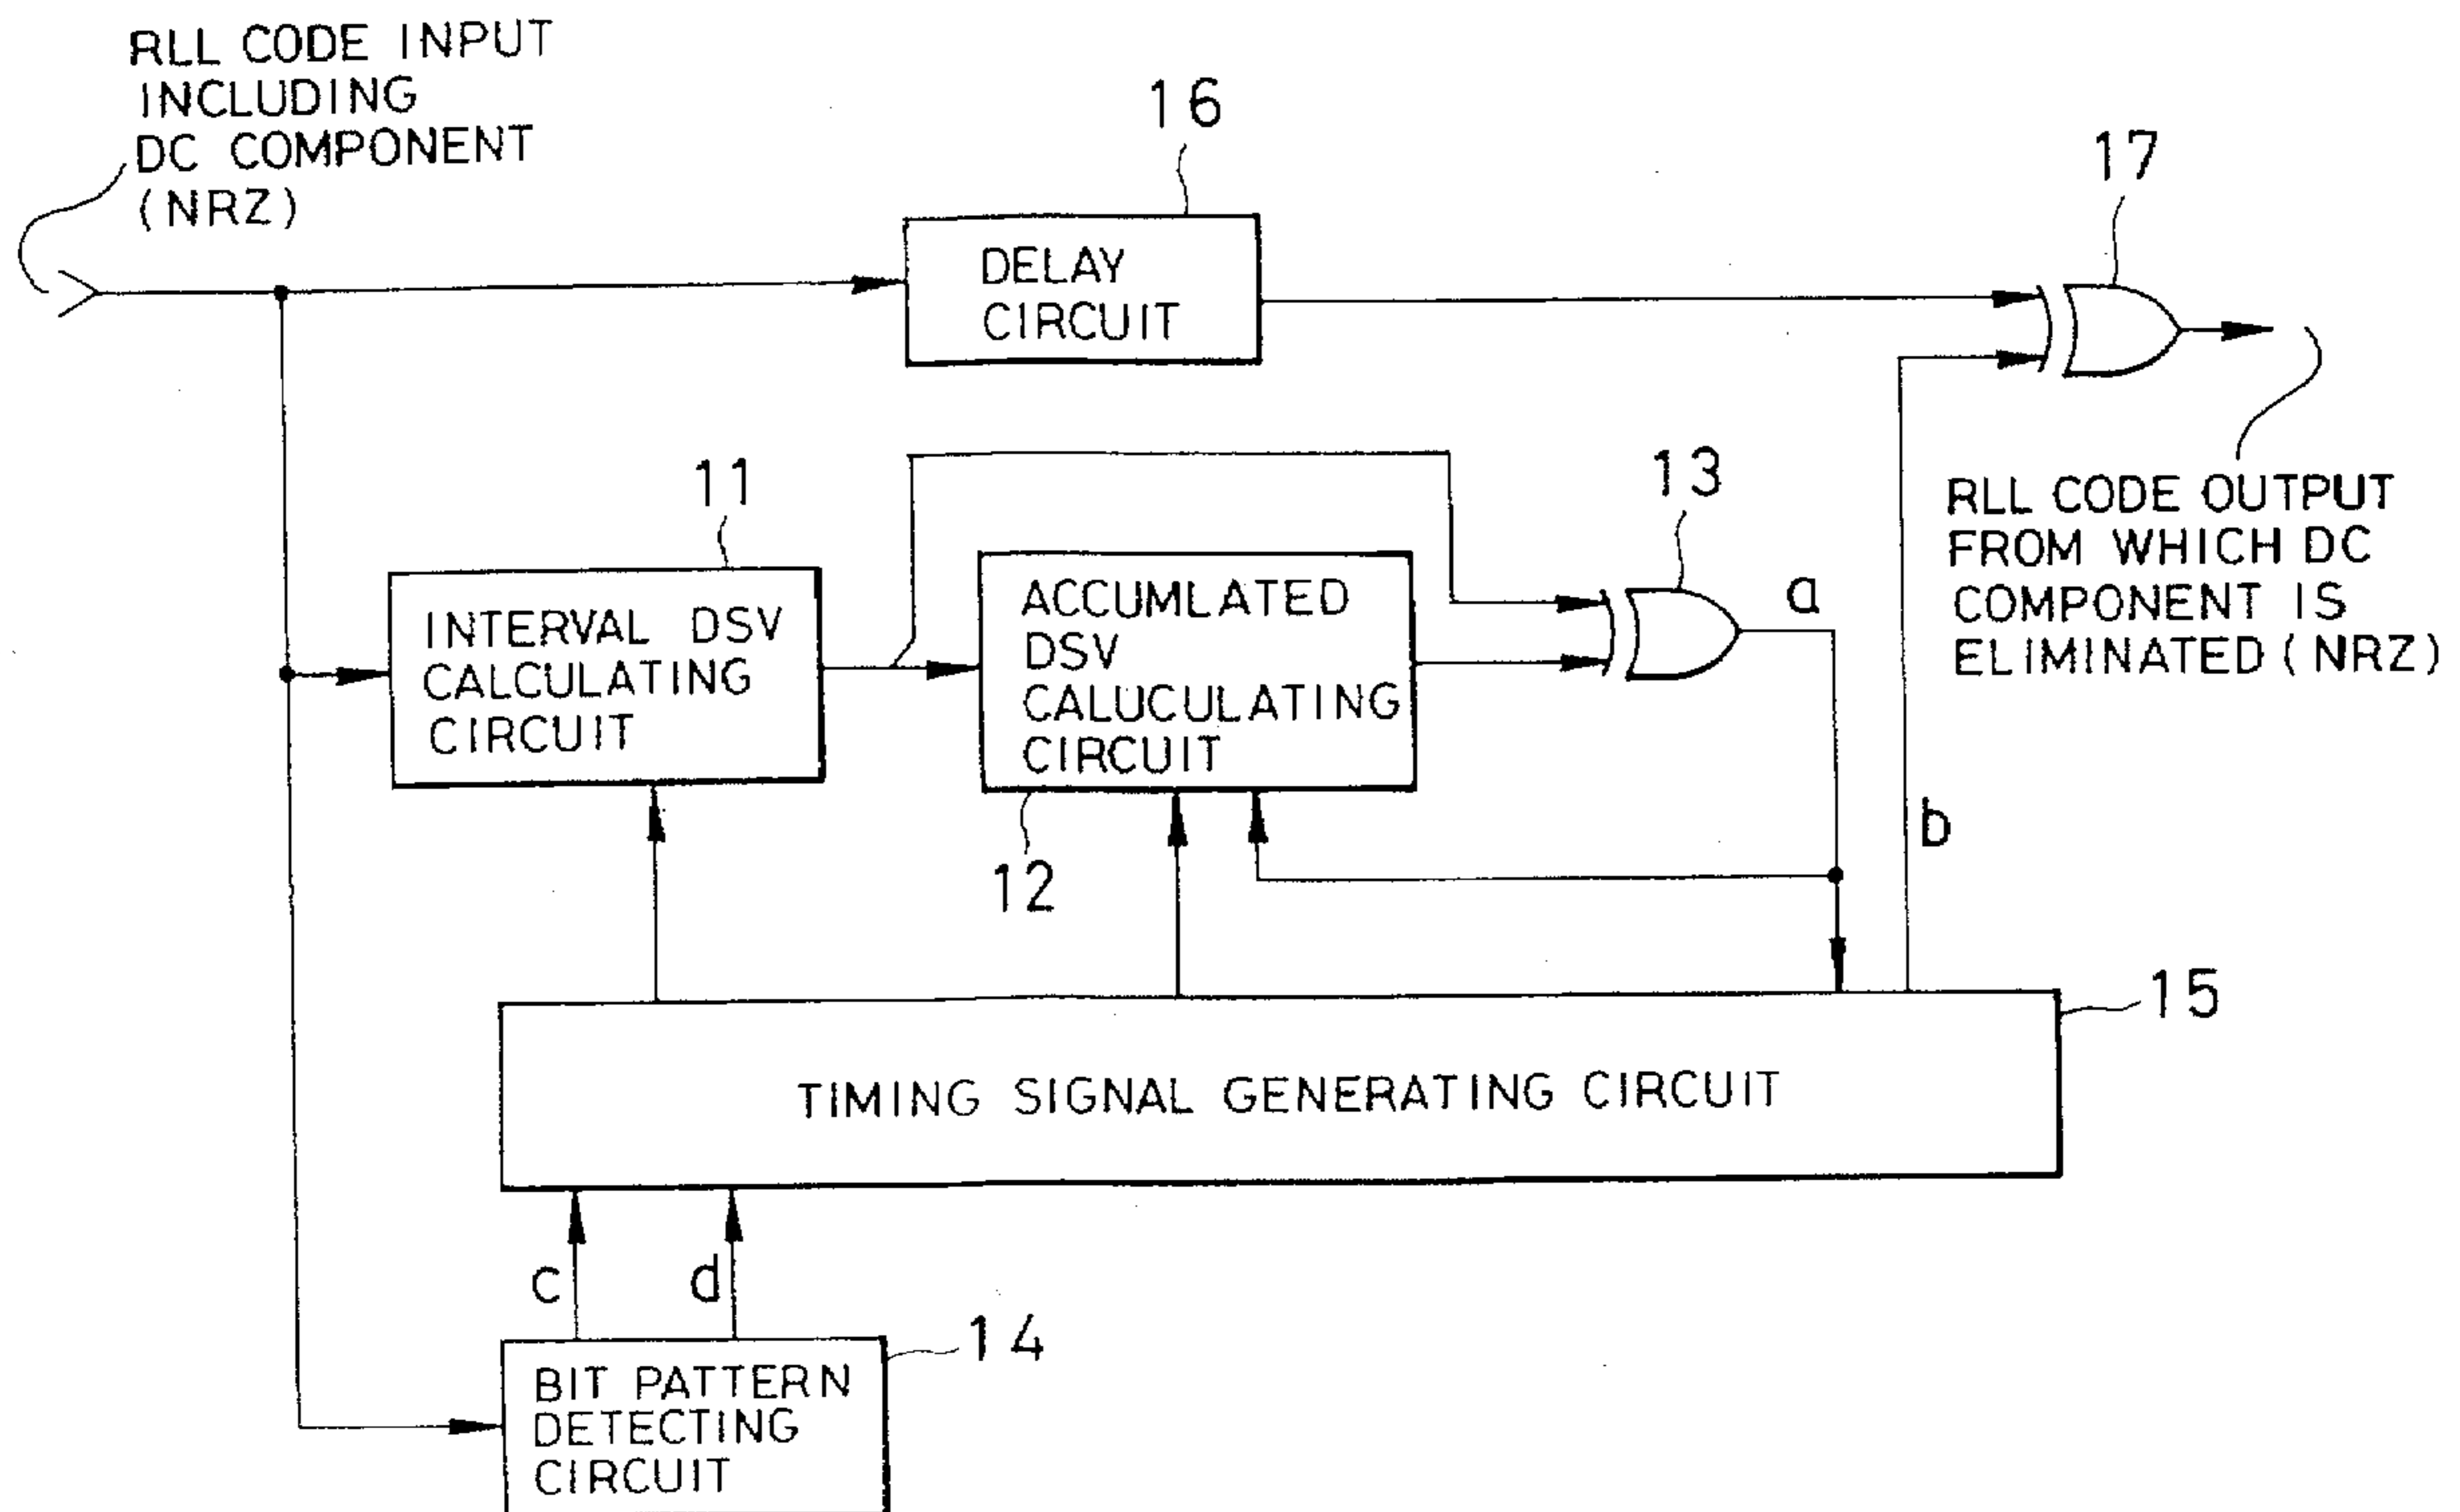 RLL CODE INPUT
INCLUDING
DC COMPONENT
(NRZ)
16
DELAY
CIRCUIT
17
RLL CODE OUTPUT
FROM WHICH DC
COMPONENT IS
ELIMINATED (NRZ)
11
INTERVAL DSV
CALCULATING
CIRCUIT
ACCUMLATED
DSV
CALUCULATING
CIRCUIT
12
13
a
b
15
TIMING SIGNAL GENERATING CIRCUIT
c
d
14
BIT PATTERN
DETECTING
CIRCUIT